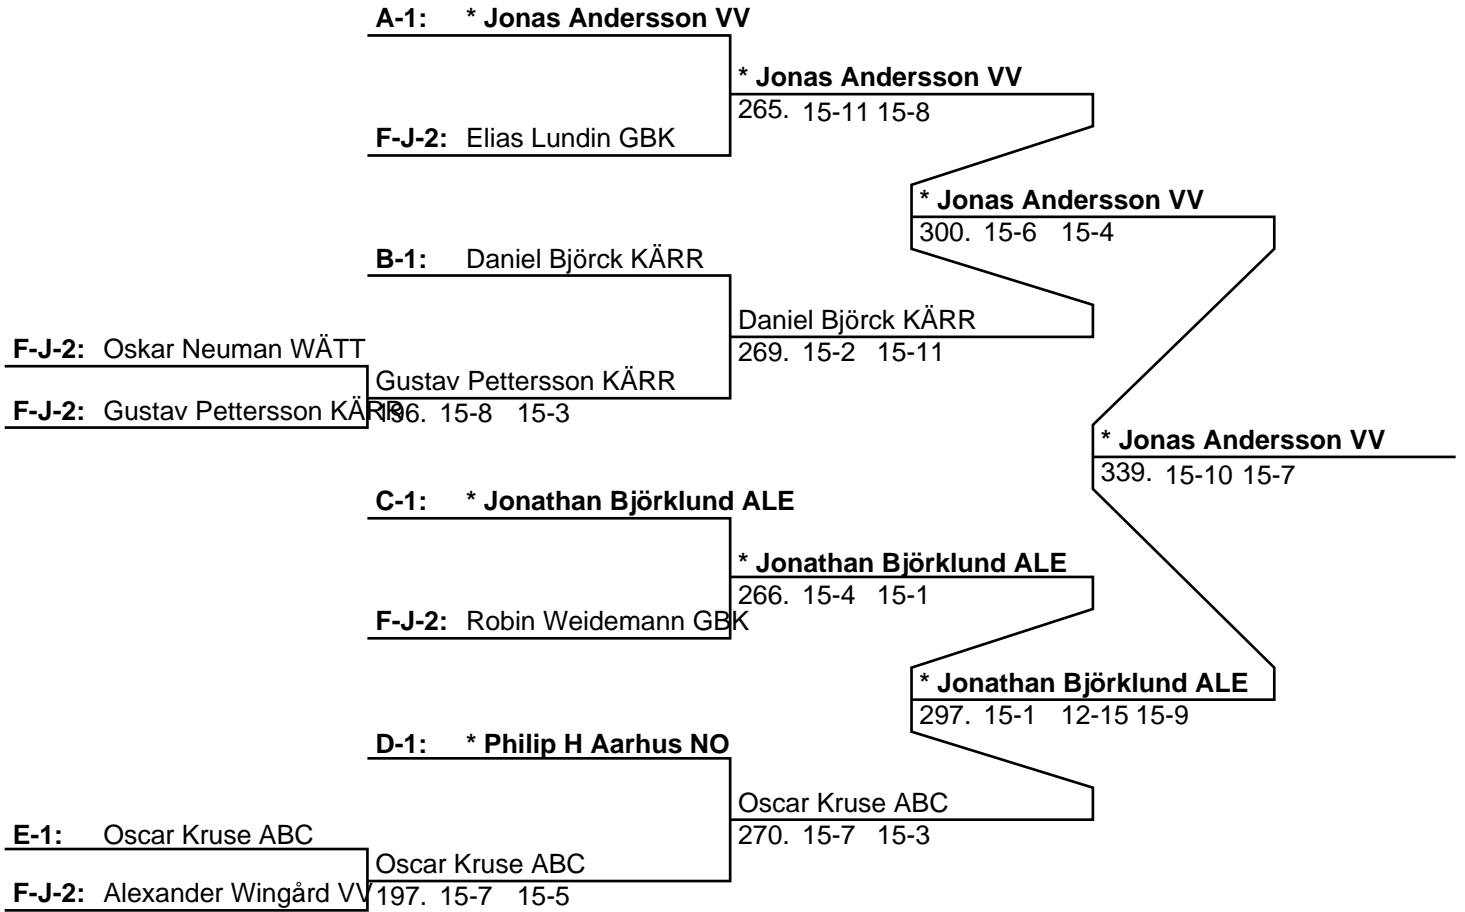 A-1: * Jonas Andersson VV
* Jonas Andersson VV
265. 15-11 15-8
F-J-2: Elias Lundin GBK
* Jonas Andersson VV
300. 15-6 15-4
B-1: Daniel Björck KÄRR
Daniel Björck KÄRR
269. 15-2 15-11
F-J-2: Oskar Neuman WÄTT
Gustav Pettersson KÄRR
F-J-2: Gustav Pettersson KÄRR
196. 15-8 15-3
* Jonas Andersson VV
339. 15-10 15-7
C-1: * Jonathan Björklund ALE
* Jonathan Björklund ALE
266. 15-4 15-1
F-J-2: Robin Weidemann GBK
* Jonathan Björklund ALE
297. 15-1 12-15 15-9
D-1: * Philip H Aarhus NO
Oscar Kruse ABC
270. 15-7 15-3
E-1: Oscar Kruse ABC
Oscar Kruse ABC
F-J-2: Alexander Wingård VV
197. 15-7 15-5